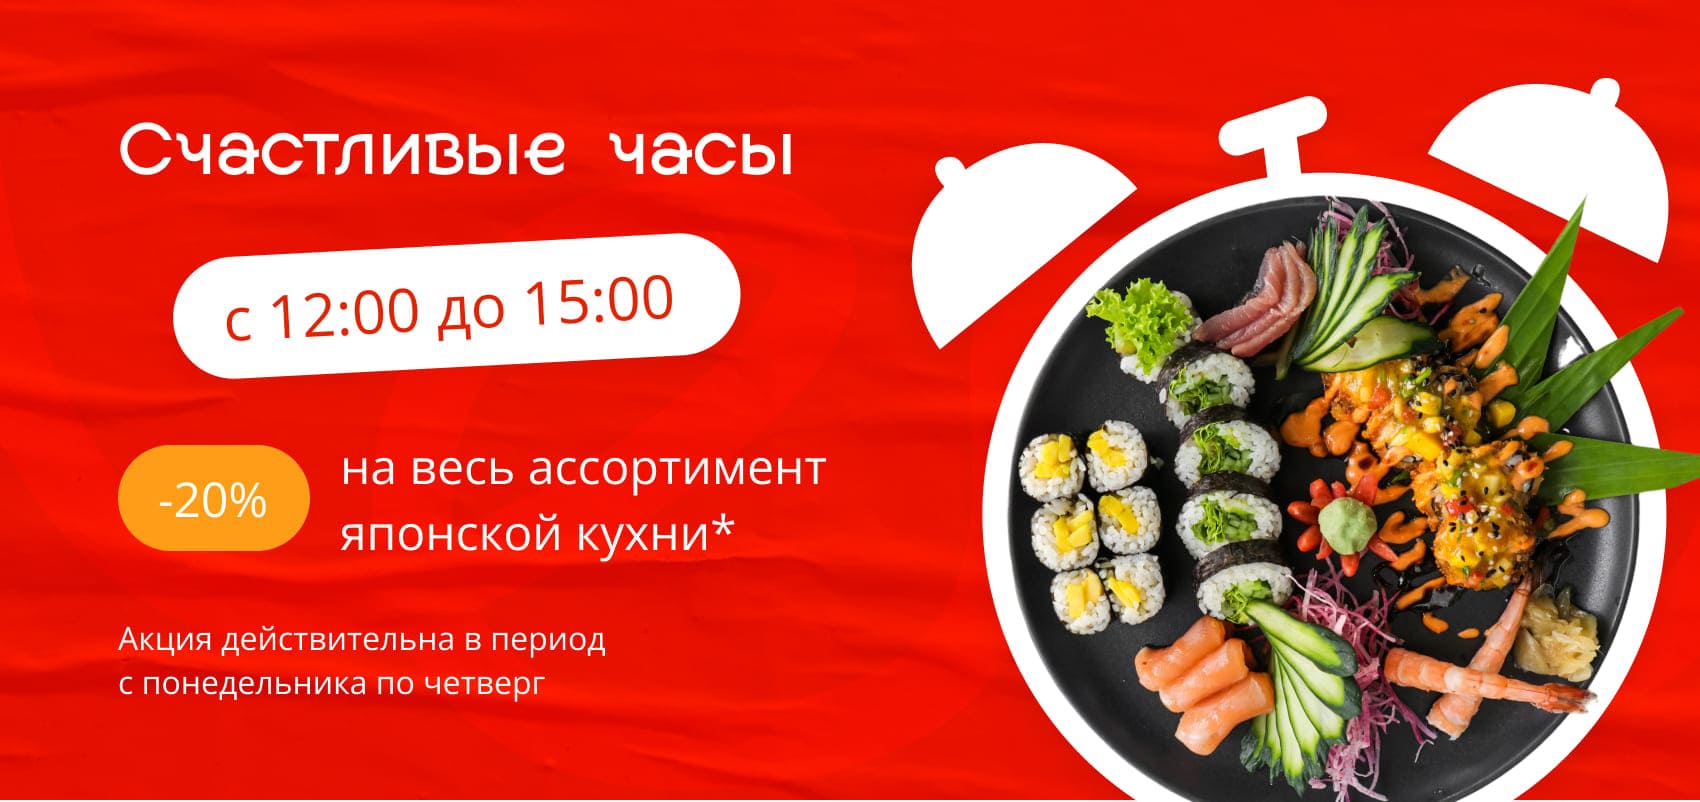 Счастливые часы
с 12:00 до 15:00
-20%
на весь ассортимент
японской кухни*
Акция действительна в период
с понедельника по четверг